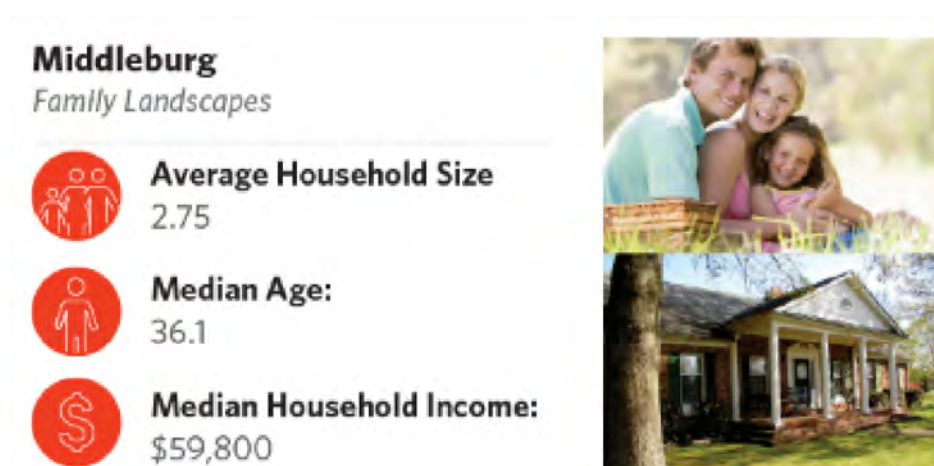 Middleburg
Family Landscapes
Average Household Size
2.75
Median Age:
36.1
Median Household Income:
$59,800